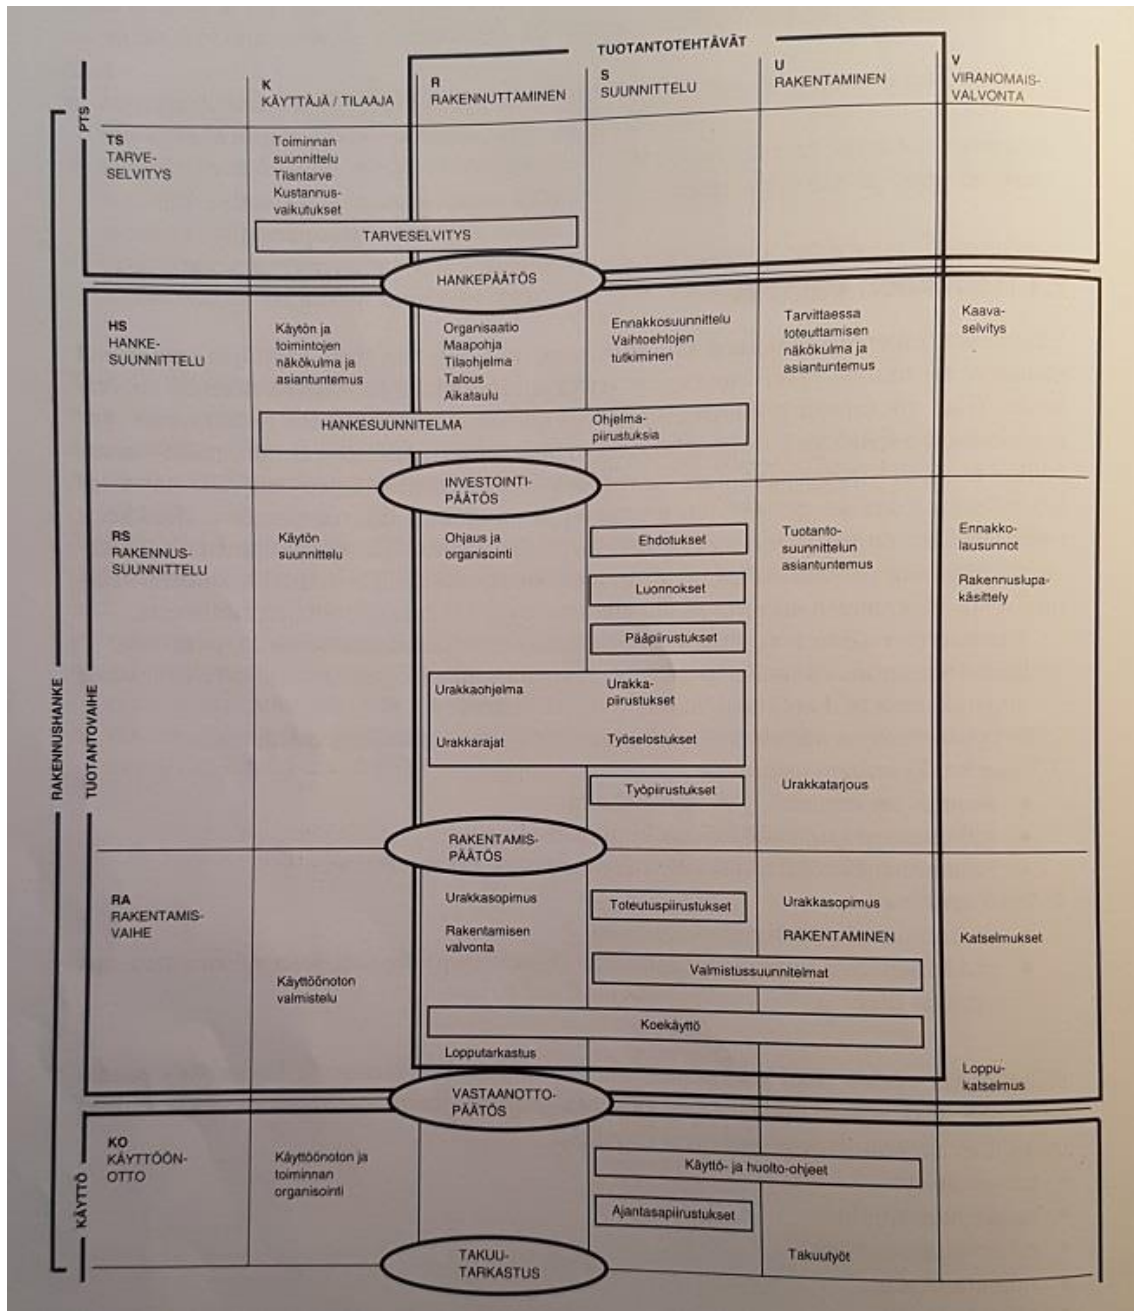 TUOTANTOTEHTÄVÄT
K
KÄYTTÄJÄ / TILAAJA
R
RAKENNUTTAMINEN
S
SUUNNITTELU
U
RAKENTAMINEN
V
VIRANOMAIS-
VALVONTA
RAKENNUSHANKE
PTS
TUOTANTOVAIHE
KÄYTTÖ
TS
TARVE-
SELVITYS
Toiminnan
suunnittelu
Tilantarve
Kustannus-
vaikutukset
TARVESELVITYS
HANKEPÄÄTÖS
HS
HANKE-
SUUNNITTELU
Käytön ja
toimintojen
näkökulma ja
asiantuntemus
Organisaatio
Maapohja
Tilaohjelma
Talous
Aikataulu
Ennakkosuunnittelu
Vaihtoehtojen
tutkiminen
Tarvittaessa
toteuttamisen
näkökulma ja
asiantuntemus
Kaava-
selvitys
HANKESUUNNITELMA
Ohjelma-
piirustuksia
INVESTOINTI-
PÄÄTÖS
RS
RAKENNUS-
SUUNNITTELU
Käytön
suunnittelu
Ohjaus ja
organisointi
Ehdotukset
Luonnokset
Pääpiirustukset
Tuotanto-
suunnittelun
asiantuntemus
Ennakko-
lausunnot
Rakennuslupa-
käsittely
Urakkaohjelma
Urakka-
piirustukset
Urakkarajat
Työselostukset
Työpiirustukset
Urakkatarjous
RAKENTAMIS-
PÄÄTÖS
RA
RAKENTAMIS-
VAIHE
Käyttöönoton
valmistelu
Urakkasopimus
Rakentamisen
valvonta
Toteutuspiirustukset
Urakkasopimus
RAKENTAMINEN
Katselmukset
Valmistussuunnitelmat
Koekäyttö
Lopputarkastus
Loppu-
katselmus
VASTAANOTTO-
PÄÄTÖS
KO
KÄYTTÖÖN-
OTTO
Käyttöönoton ja
toiminnan
organisointi
Käyttö- ja huolto-ohjeet
Ajantasapiirustukset
Takuutyöt
TAKUU-
TARKASTUS